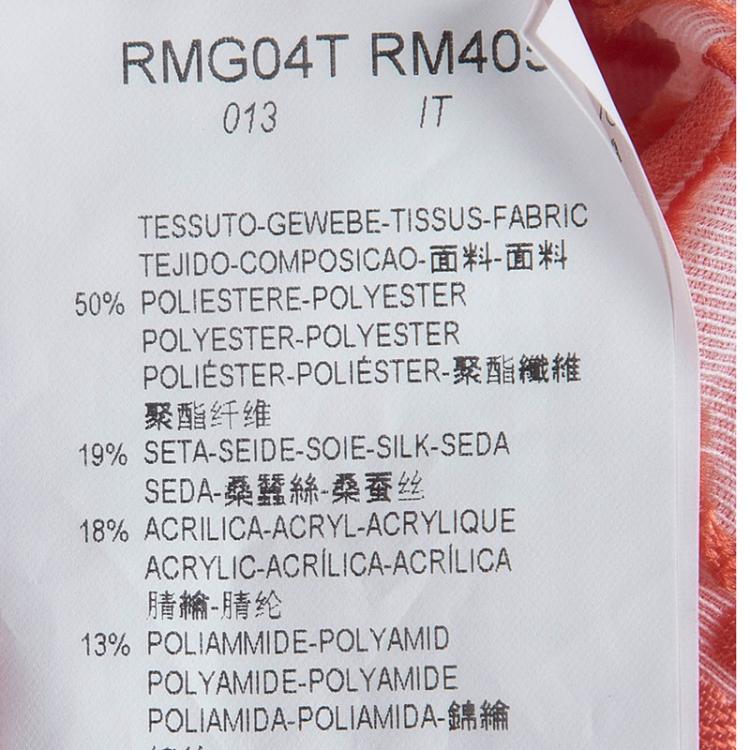 RMG04T RM405
013 IT
TESSUTO-GEWEBE-TISSUS-FABRIC
TEJIDO-COMPOSICAO-面料-面料
50% POLIESTERE-POLYESTER
POLYESTER-POLYESTER
POLIÉSTER-POLIÉSTER-聚酯纖維
聚酯纤维
19% SETA-SEIDE-SOIE-SILK-SEDA
SEDA-桑蠶絲-桑蚕丝
18% ACRILICA-ACRYL-ACRYLIQUE
ACRYLIC-ACRÍLICA-ACRÍLICA
腈綸-腈纶
13% POLIAMMIDE-POLYAMID
POLYAMIDE-POLYAMIDE
POLIAMIDA-POLIAMIDA-錦綸